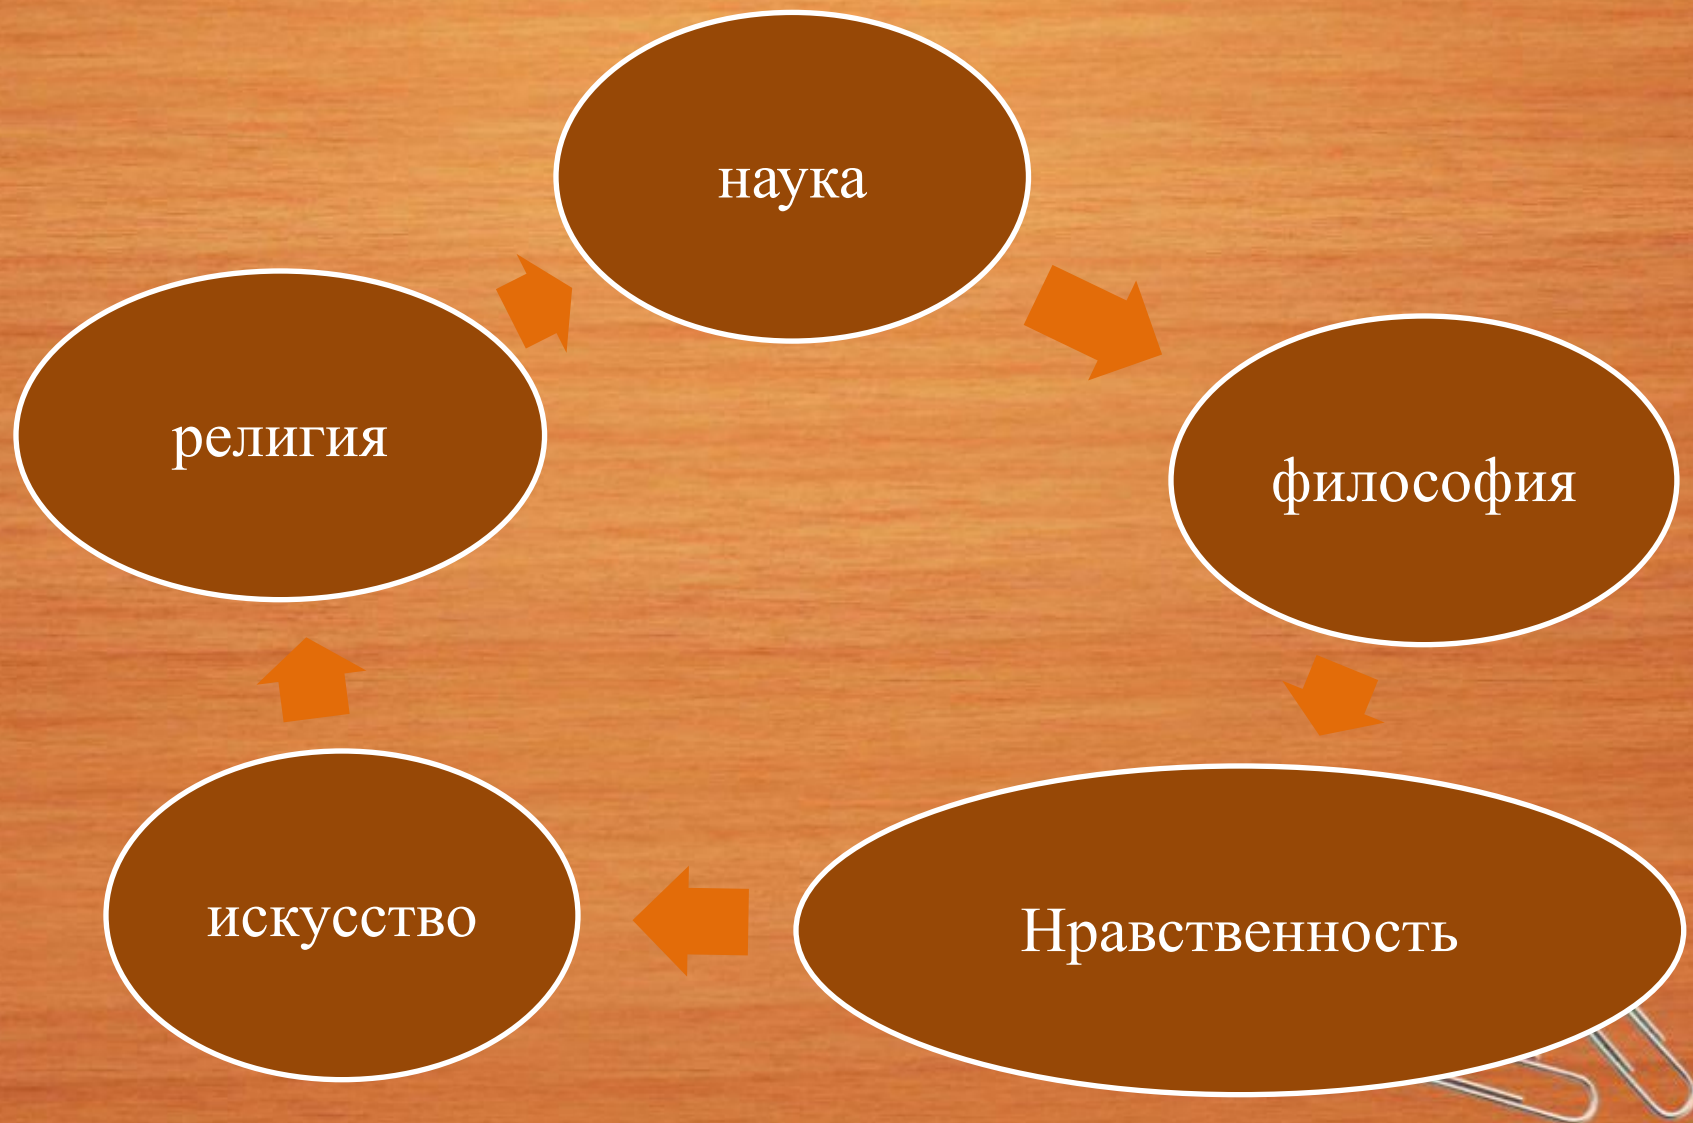 наука
философия
Нравственность
искусство
религия